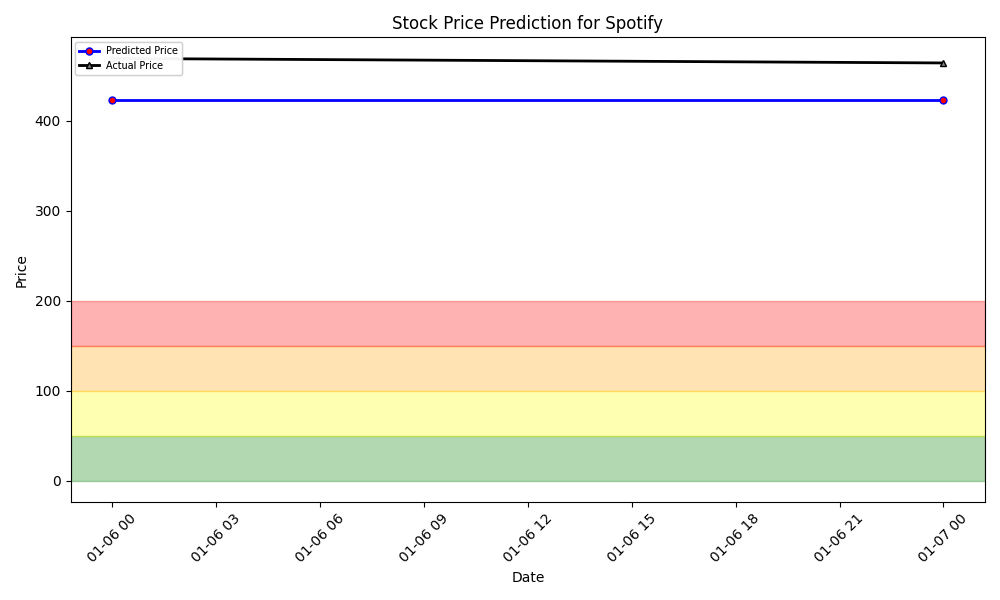 Stock Price Prediction for Spotify
Predicted Price
Actual Price
Price
400
300
200
100
0
01-06 00
01-06 03
01-06 06
01-06 09
01-06 12
01-06 15
01-06 18
01-06 21
01-07 00
Date